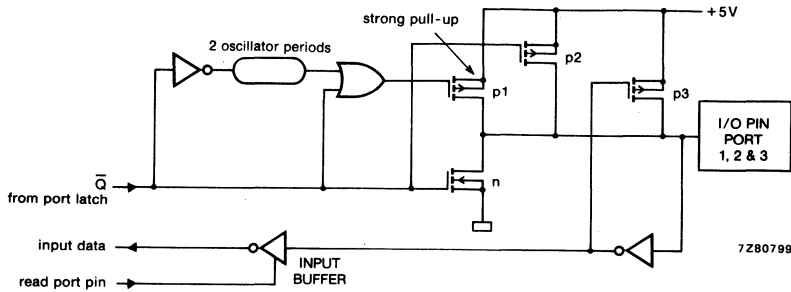 strong pull-up
+5V
2 oscillator periods
p2
p1
p3
I/O PIN
PORT
1, 2 & 3
Q̅
from port latch
n
input data
INPUT
BUFFER
read port pin
7Z80799